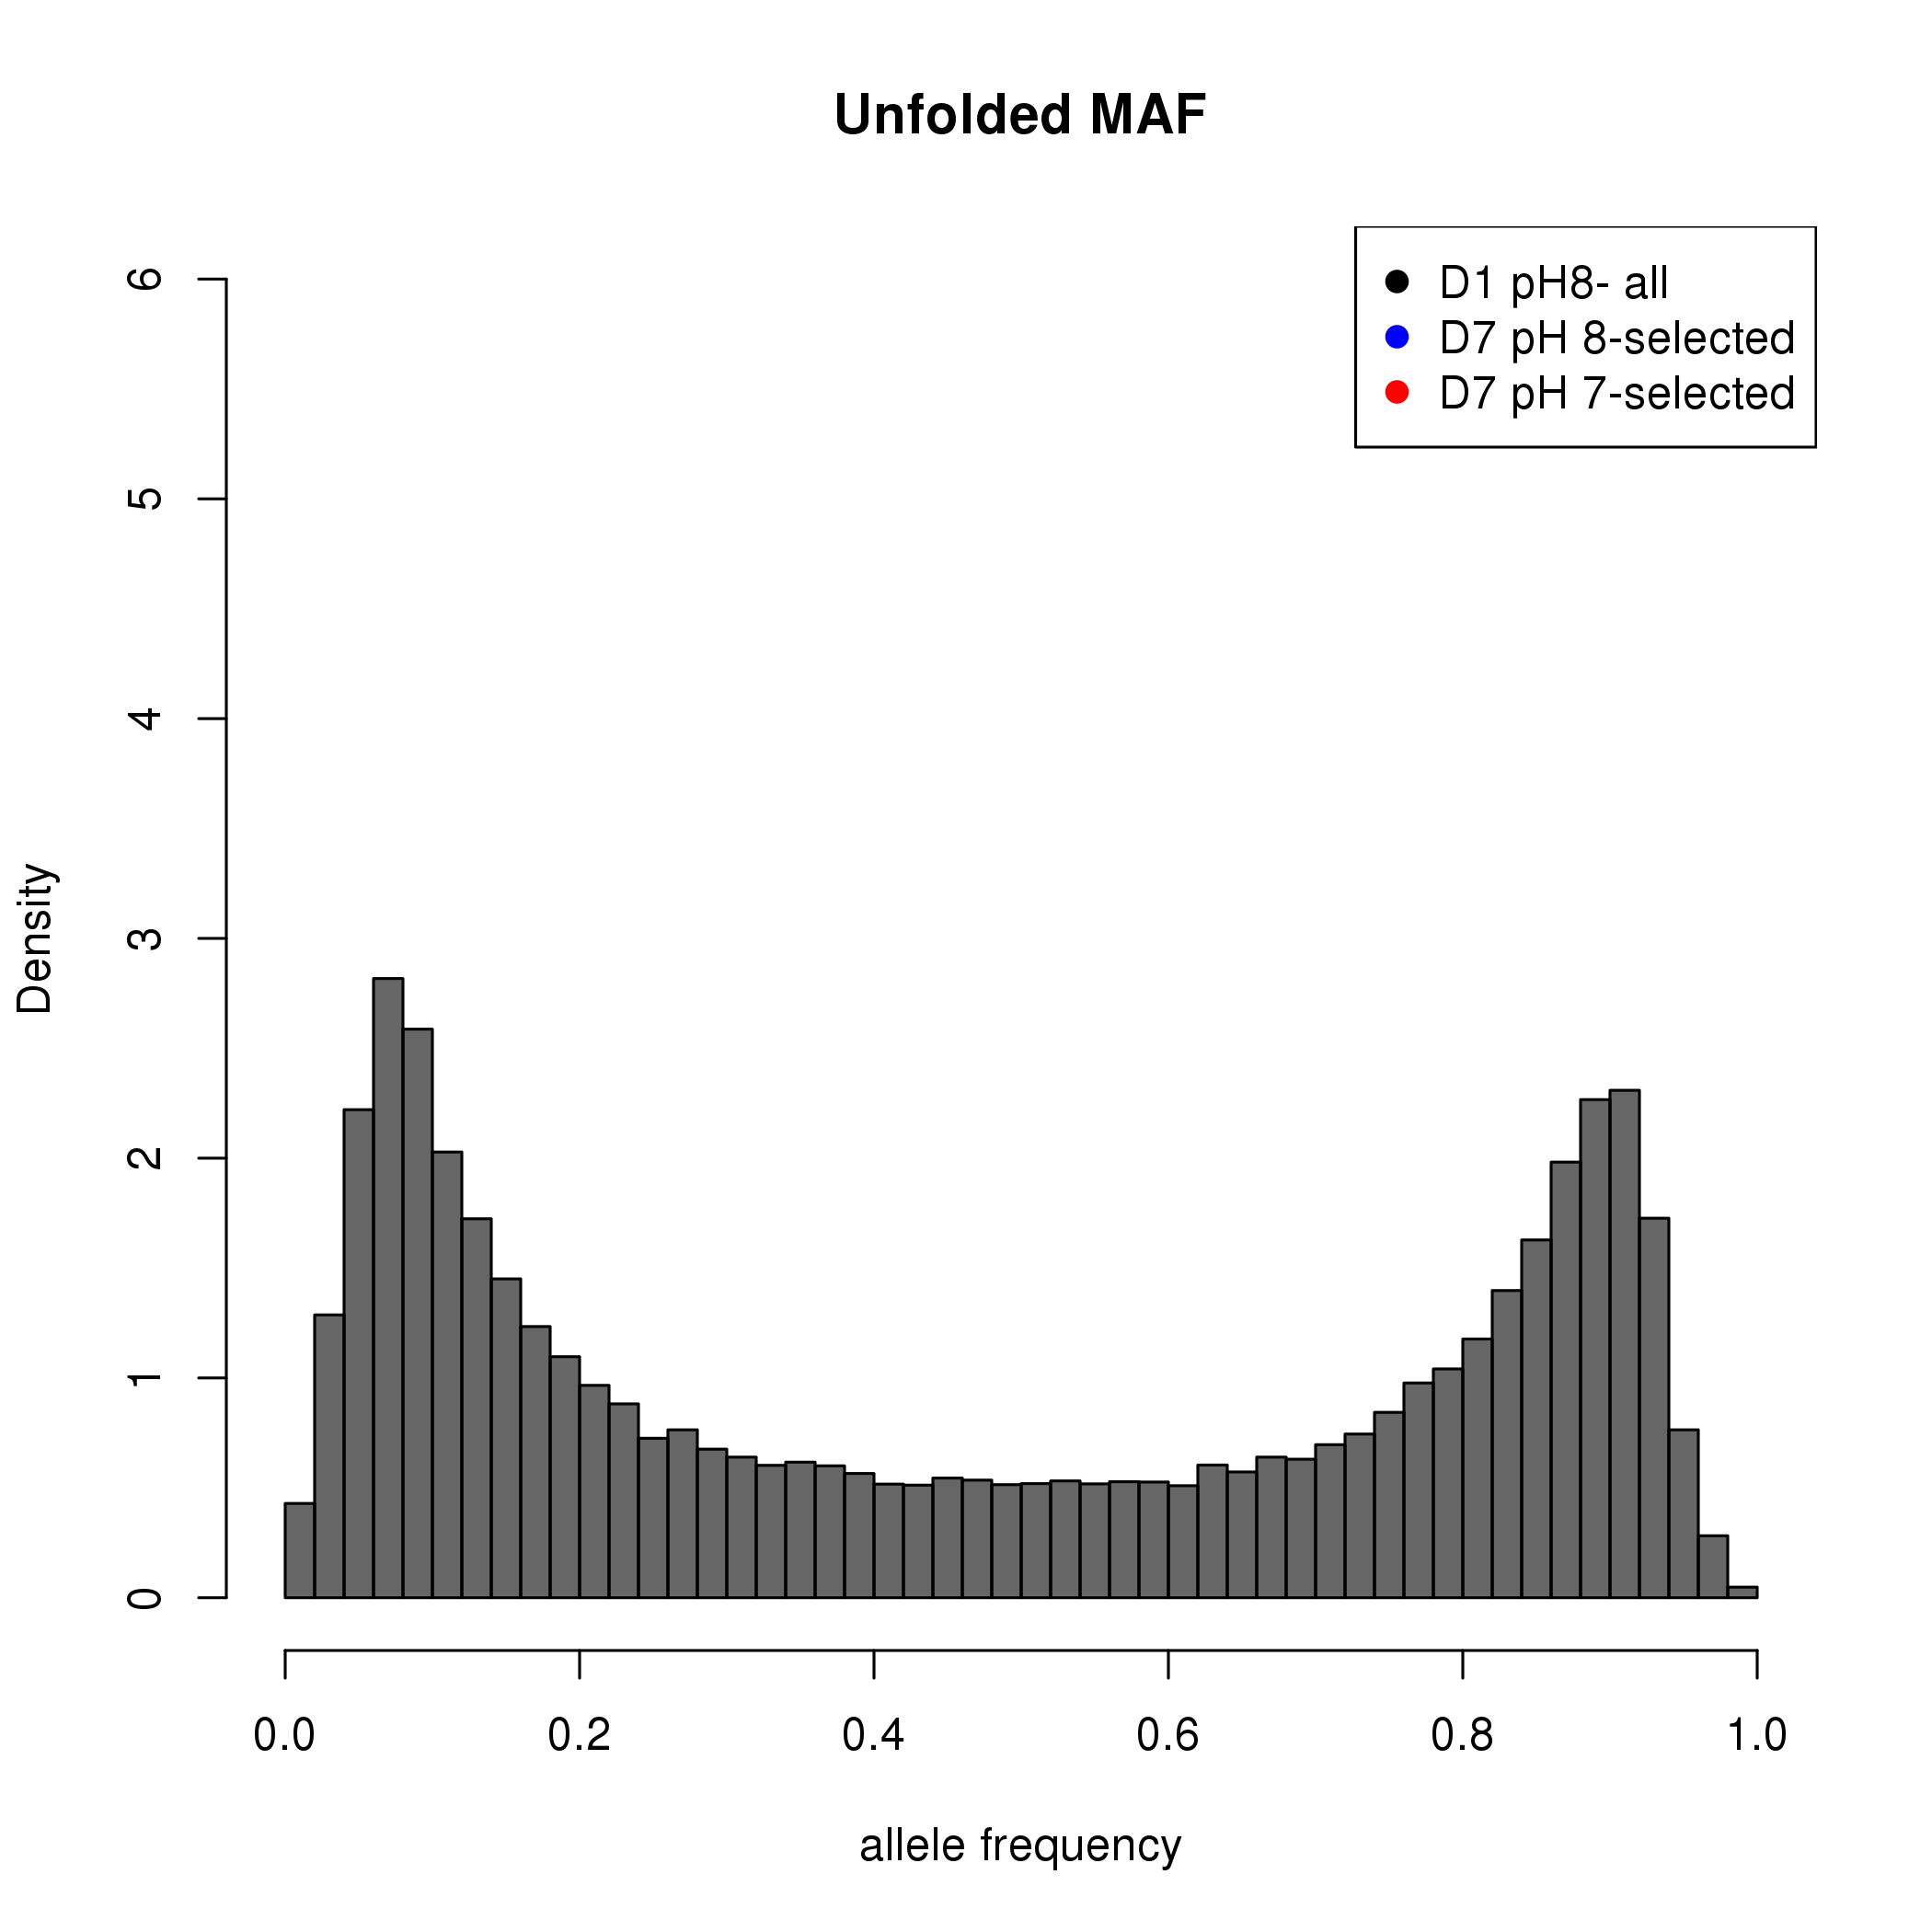 Unfolded MAF
D1 pH8- all
D7 pH 8-selected
D7 pH 7-selected
Density
6
5
4
3
2
1
0
0.0 0.2 0.4 0.6 0.8 1.0
allele frequency